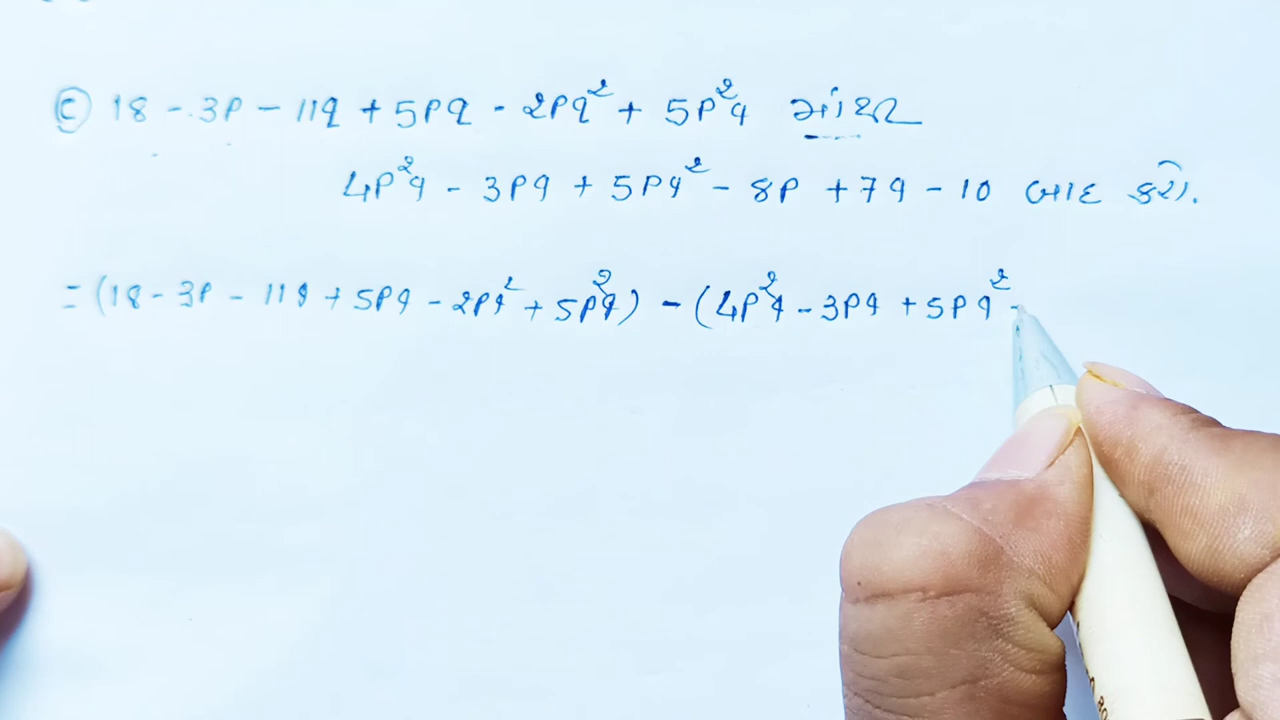 (c) 18 - 3p - 11q + 5pq - 2pq² + 5p²q માંથી
4p²q - 3pq + 5pq² - 8p + 7q - 10 બાદ કરો.
= (18 - 3p - 11q + 5pq - 2pq² + 5p²q) - (4p²q - 3pq + 5pq² -